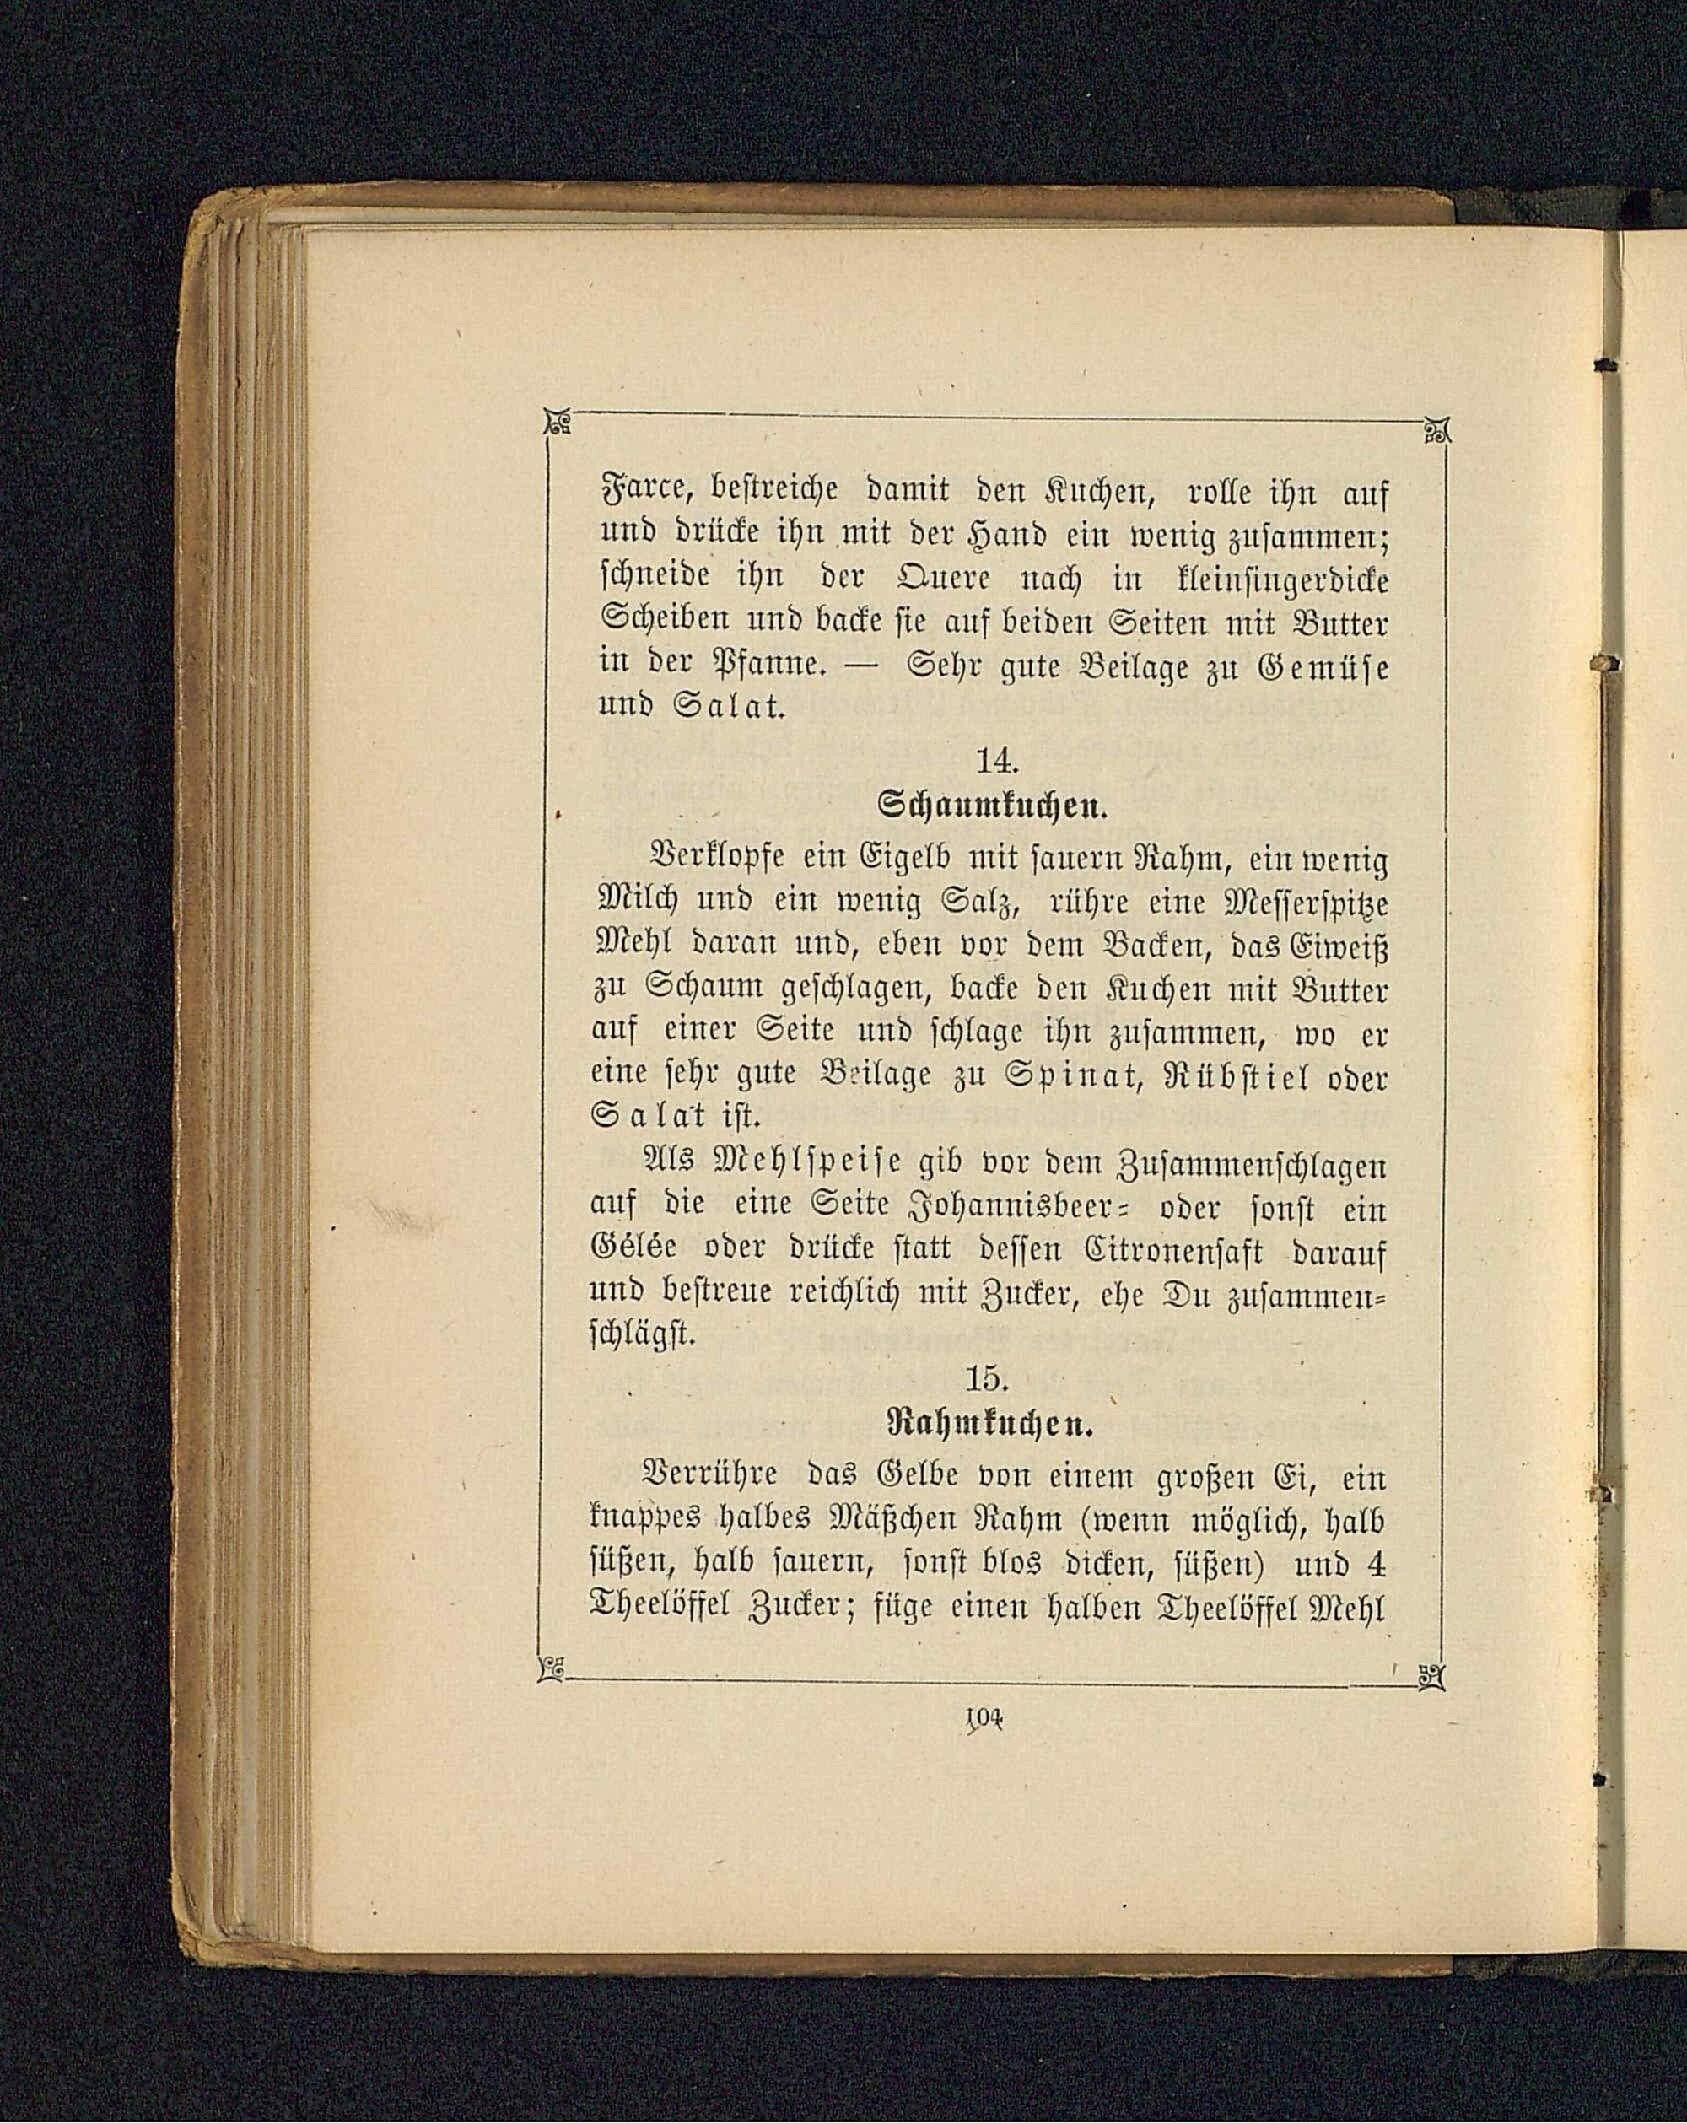 Farce, bestreiche damit den Kuchen, rolle ihn auf
und drücke ihn mit der Hand ein wenig zusammen;
schneide ihn der Quere nach in kleinfingerdicke
Scheiben und backe sie auf beiden Seiten mit Butter
in der Pfanne. — Sehr gute Beilage zu Gemüse
und Salat.
14.
Schaumkuchen.
Verklopfe ein Eigelb mit sauern Rahm, ein wenig
Milch und ein wenig Salz, rühre eine Messerspitze
Mehl daran und, eben vor dem Backen, das Eiweiß
zu Schaum geschlagen, backe den Kuchen mit Butter
auf einer Seite und schlage ihn zusammen, wo er
eine sehr gute Beilage zu Spinat, Rübstiel oder
Salat ist.
Als Mehlspeise gib vor dem Zusammenschlagen
auf die eine Seite Johannisbeer- oder sonst ein
Gélée oder drücke statt dessen Citronensaft darauf
und bestreue reichlich mit Zucker, ehe Du zusammen-
schlägst.
15.
Rahmkuchen.
Verrühre das Gelbe von einem großen Ei, ein
knappes halbes Mäßchen Rahm (wenn möglich, halb
süßen, halb sauern, sonst blos dicken, süßen) und 4
Theelöffel Zucker; füge einen halben Theelöffel Mehl
104